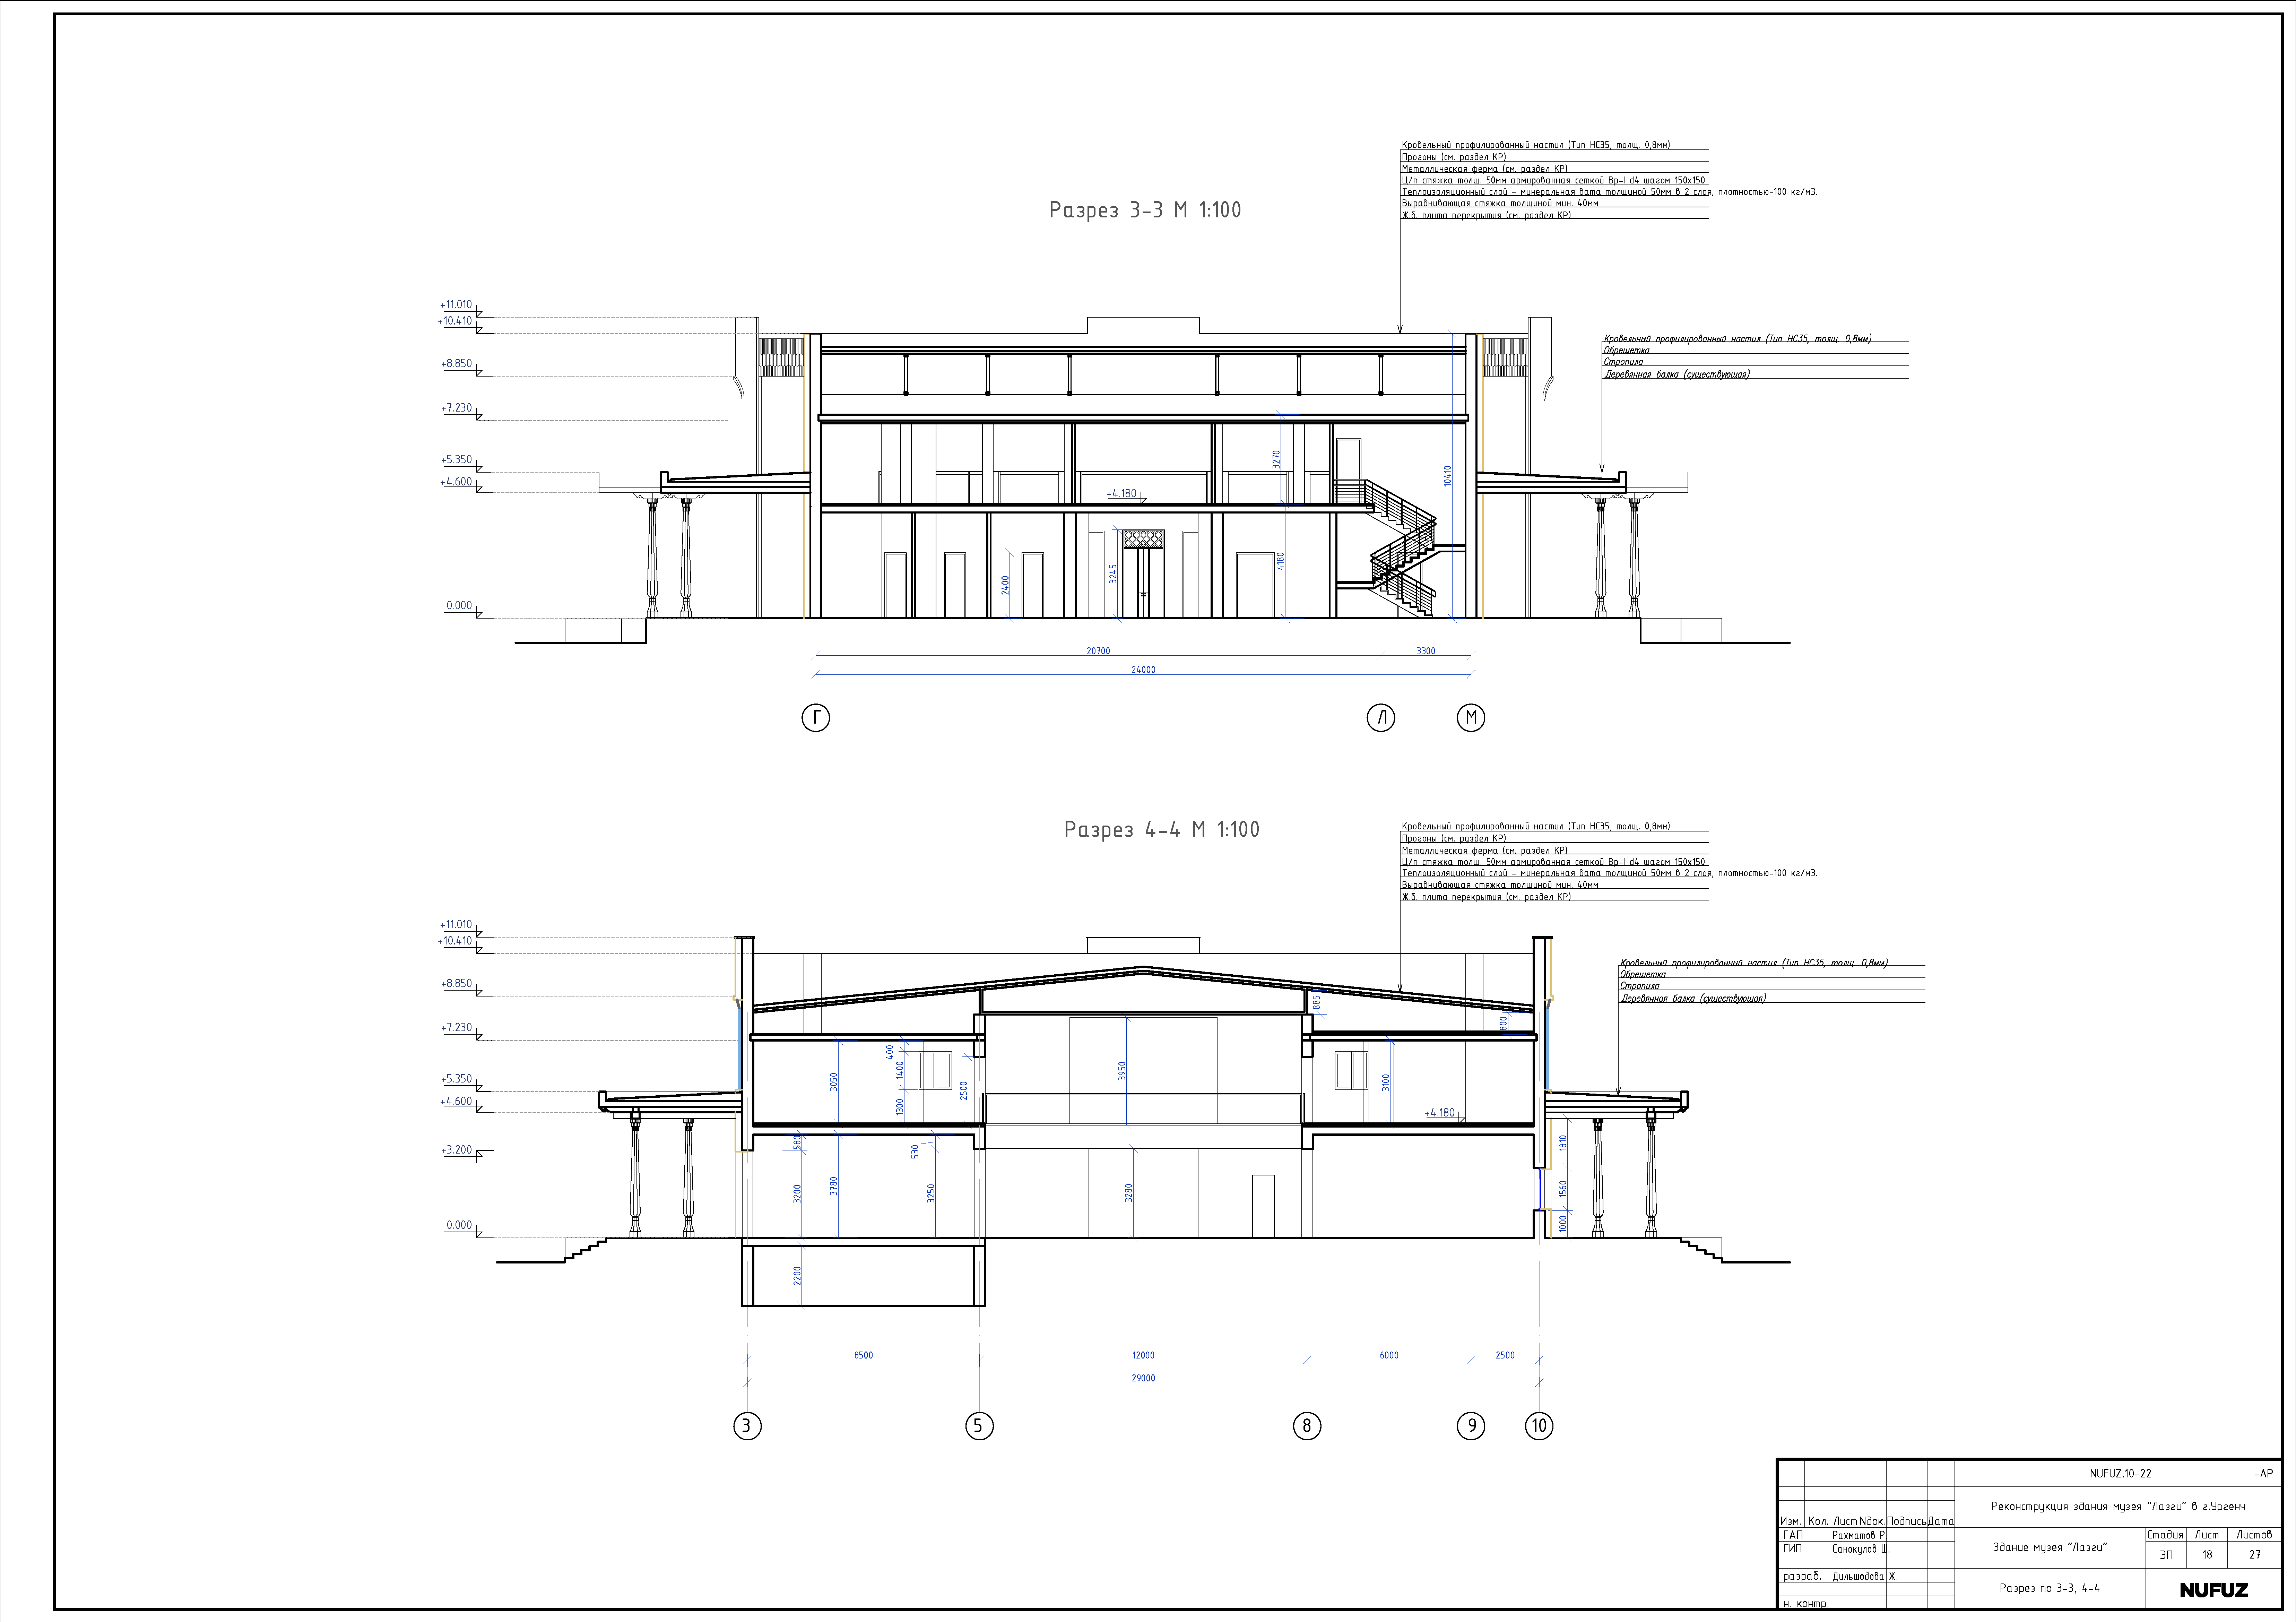 Разрез 3-3 М 1:100
Кровельный профилированный настил (Тип НС35, толщ. 0,8мм)
Прогоны (см. раздел КР)
Металлическая ферма (см. раздел КР)
Ц/п стяжка толщ. 50мм армированная сеткой Вр-I d4 шагом 150х150
Теплоизоляционный слой - минеральная вата толщиной 50мм в 2 слоя, плотностью-100 кг/м3.
Выравнивающая стяжка толщиной мин. 40мм
Ж.б. плита перекрытия (см. раздел КР)
Кровельный профилированный настил (Тип НС35, толщ. 0,8мм)
Обрешетка
Стропила
Деревянная балка (существующая)
+11.010
+10.410
+8.850
+7.230
+5.350
+4.600
0.000
+4.180
3270
10410
2400
3245
4180
20700
3300
24000
Г
Л
М
Разрез 4-4 М 1:100
Кровельный профилированный настил (Тип НС35, толщ. 0,8мм)
Прогоны (см. раздел КР)
Металлическая ферма (см. раздел КР)
Ц/п стяжка толщ. 50мм армированная сеткой Вр-I d4 шагом 150х150
Теплоизоляционный слой - минеральная вата толщиной 50мм в 2 слоя, плотностью-100 кг/м3.
Выравнивающая стяжка толщиной мин. 40мм
Ж.б. плита перекрытия (см. раздел КР)
Кровельный профилированный настил (Тип НС35, толщ. 0,8мм)
Обрешетка
Стропила
Деревянная балка (существующая)
+11.010
+10.410
+8.850
+7.230
+5.350
+4.600
+3.200
0.000
885
800
3050
400
1400
1300
2500
3950
3100
+4.180
580
530
3200
3780
3250
3280
1810
1560
1000
2200
8500
12000
6000
2500
29000
3
5
8
9
10
NUFUZ.10-22 -АР
Реконструкция здания музея "Лазги" в г.Ургенч
Изм. Кол. Лист Nдок. Подпись Дата
ГАП Рахматов Р.
ГИП Санокулов Ш.
разраб. Дильшодова Ж.
н. контр.
Здание музея "Лазги"
Стадия Лист Листов
ЭП 18 27
Разрез по 3-3, 4-4
NUFUZ